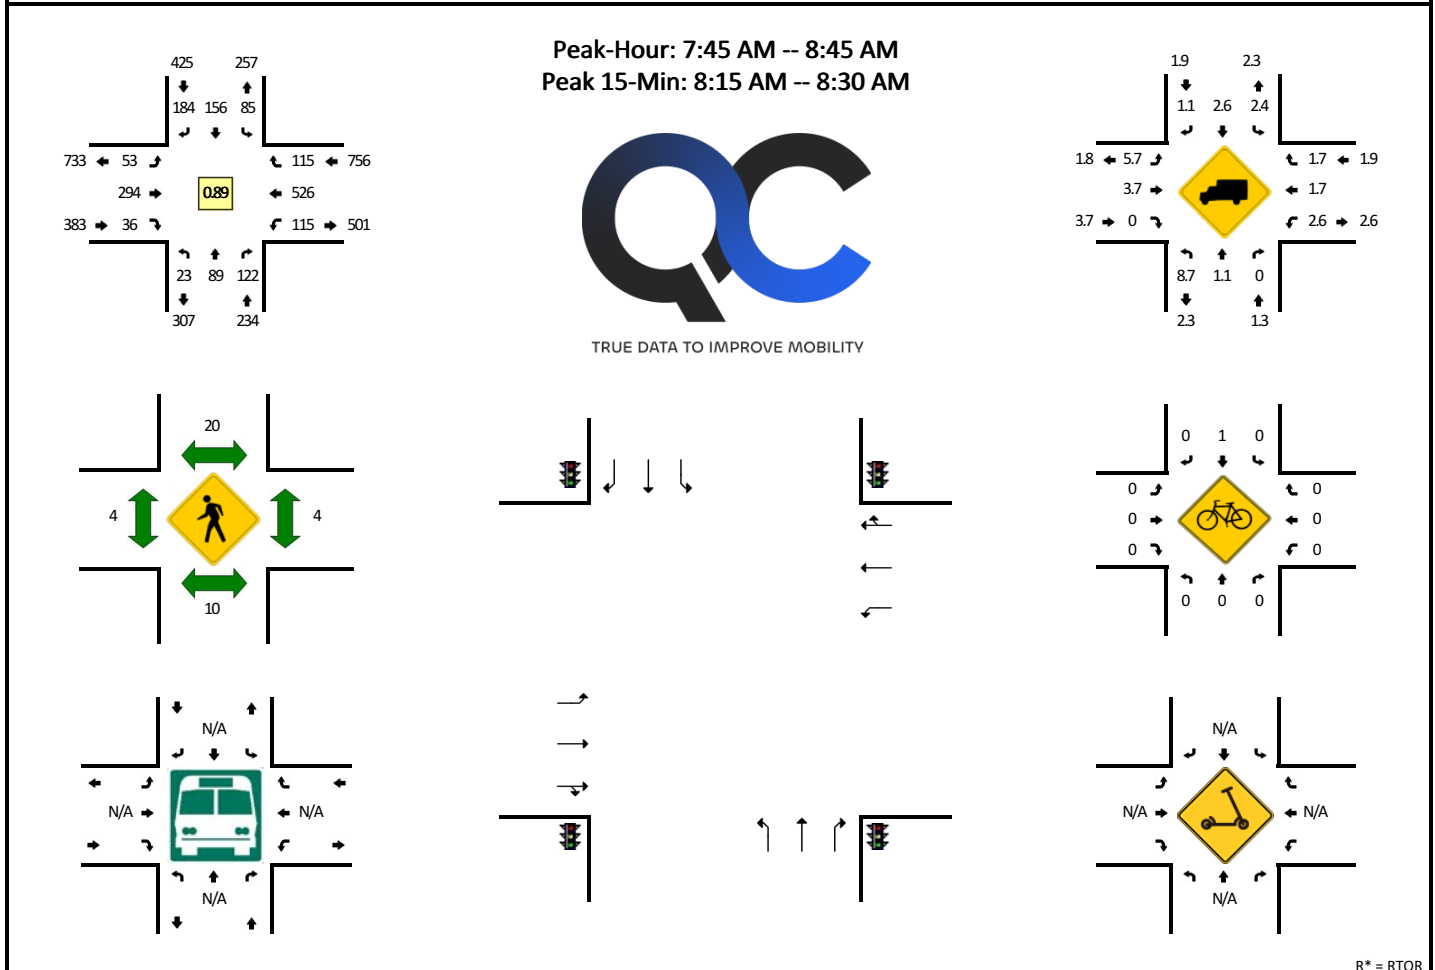 Peak-Hour: 7:45 AM -- 8:45 AM
Peak 15-Min: 8:15 AM -- 8:30 AM
425 257
184 156 85
733 53 115 756
294 0.89 526
383 36 115 501
23 89 122
307 234
QC
TRUE DATA TO IMPROVE MOBILITY
1.9 2.3
1.1 2.6 2.4
1.8 5.7 1.7 1.9
3.7 1.7
3.7 0 2.6 2.6
8.7 1.1 0
2.3 1.3
20
4 4
10
0 1 0
0 0
0 0
0 0
0 0 0
N/A
N/A N/A
N/A
N/A
N/A N/A
N/A
R* = RTOR